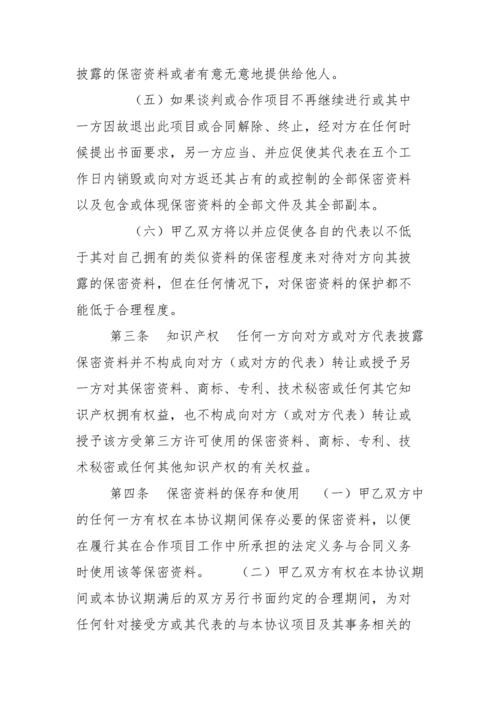 披露的保密资料或者有意无意地提供给他人。
（五）如果谈判或合作项目不再继续进行或其中
一方因故退出此项目或合同解除、终止，经对方在任何时
候提出书面要求，另一方应当、并应促使其代表在五个工
作日内销毁或向对方返还其占有的或控制的全部保密资料
以及包含或体现保密资料的全部文件及其全部副本。
（六）甲乙双方将以并应促使各自的代表以不低
于其对自己拥有的类似资料的保密程度来对待对方向其披
露的保密资料，但在任何情况下，对保密资料的保护都不
能低于合理程度。
第三条　知识产权　任何一方向对方或对方代表披露
保密资料并不构成向对方（或对方的代表）转让或授予另
一方对其保密资料、商标、专利、技术秘密或任何其它知
识产权拥有权益，也不构成向对方（或对方代表）转让或
授予该方受第三方许可使用的保密资料、商标、专利、技
术秘密或任何其他知识产权的有关权益。
第四条　保密资料的保存和使用　（一）甲乙双方中
的任何一方有权在本协议期间保存必要的保密资料，以便
在履行其在合作项目工作中所承担的法定义务与合同义务
时使用该等保密资料。　（二）甲乙双方有权在本协议期
间或本协议期满后的双方另行书面约定的合理期间，为对
任何针对接受方或其代表的与本协议项目及其事务相关的